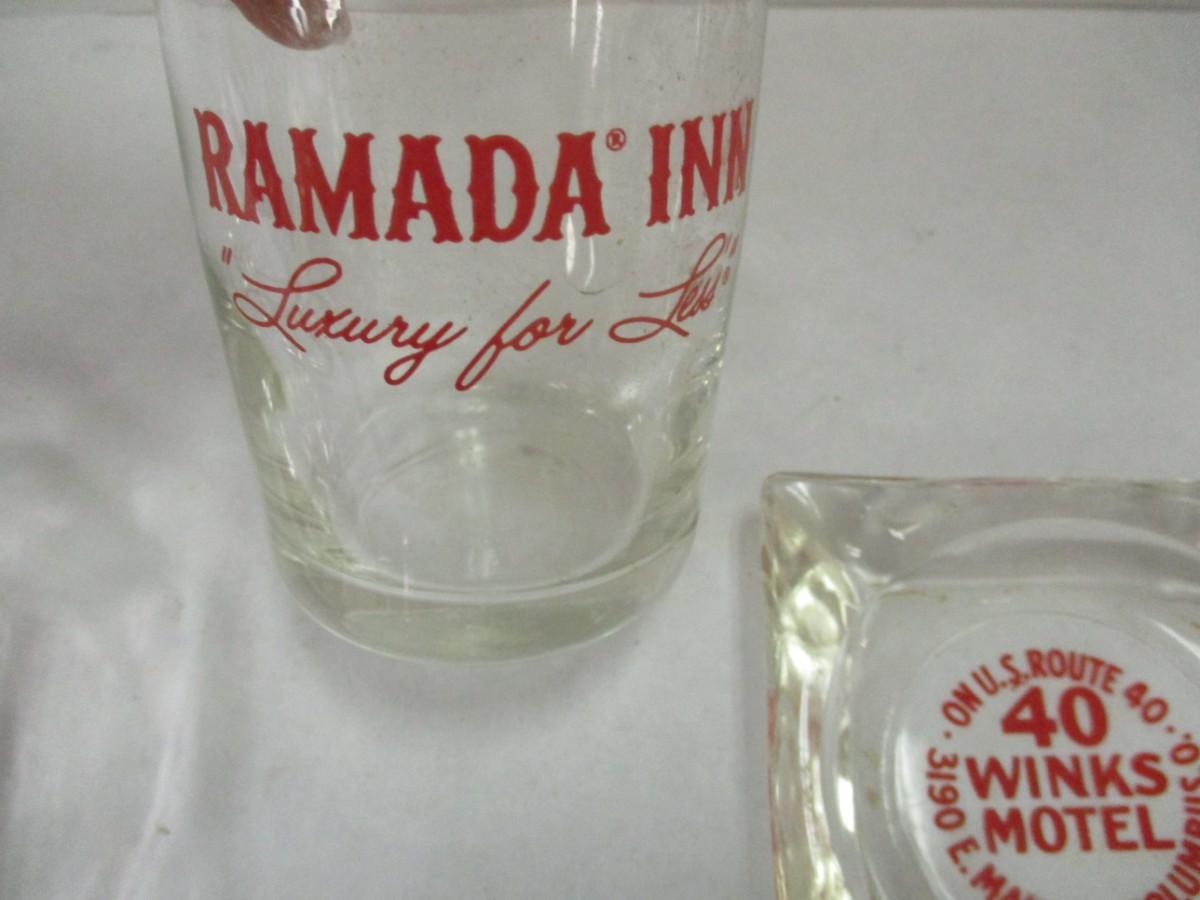 RAMADA® INN
"Luxury for Less"®
· ON U.S. ROUTE 40 ·
40
WINKS
MOTEL
3190 E.